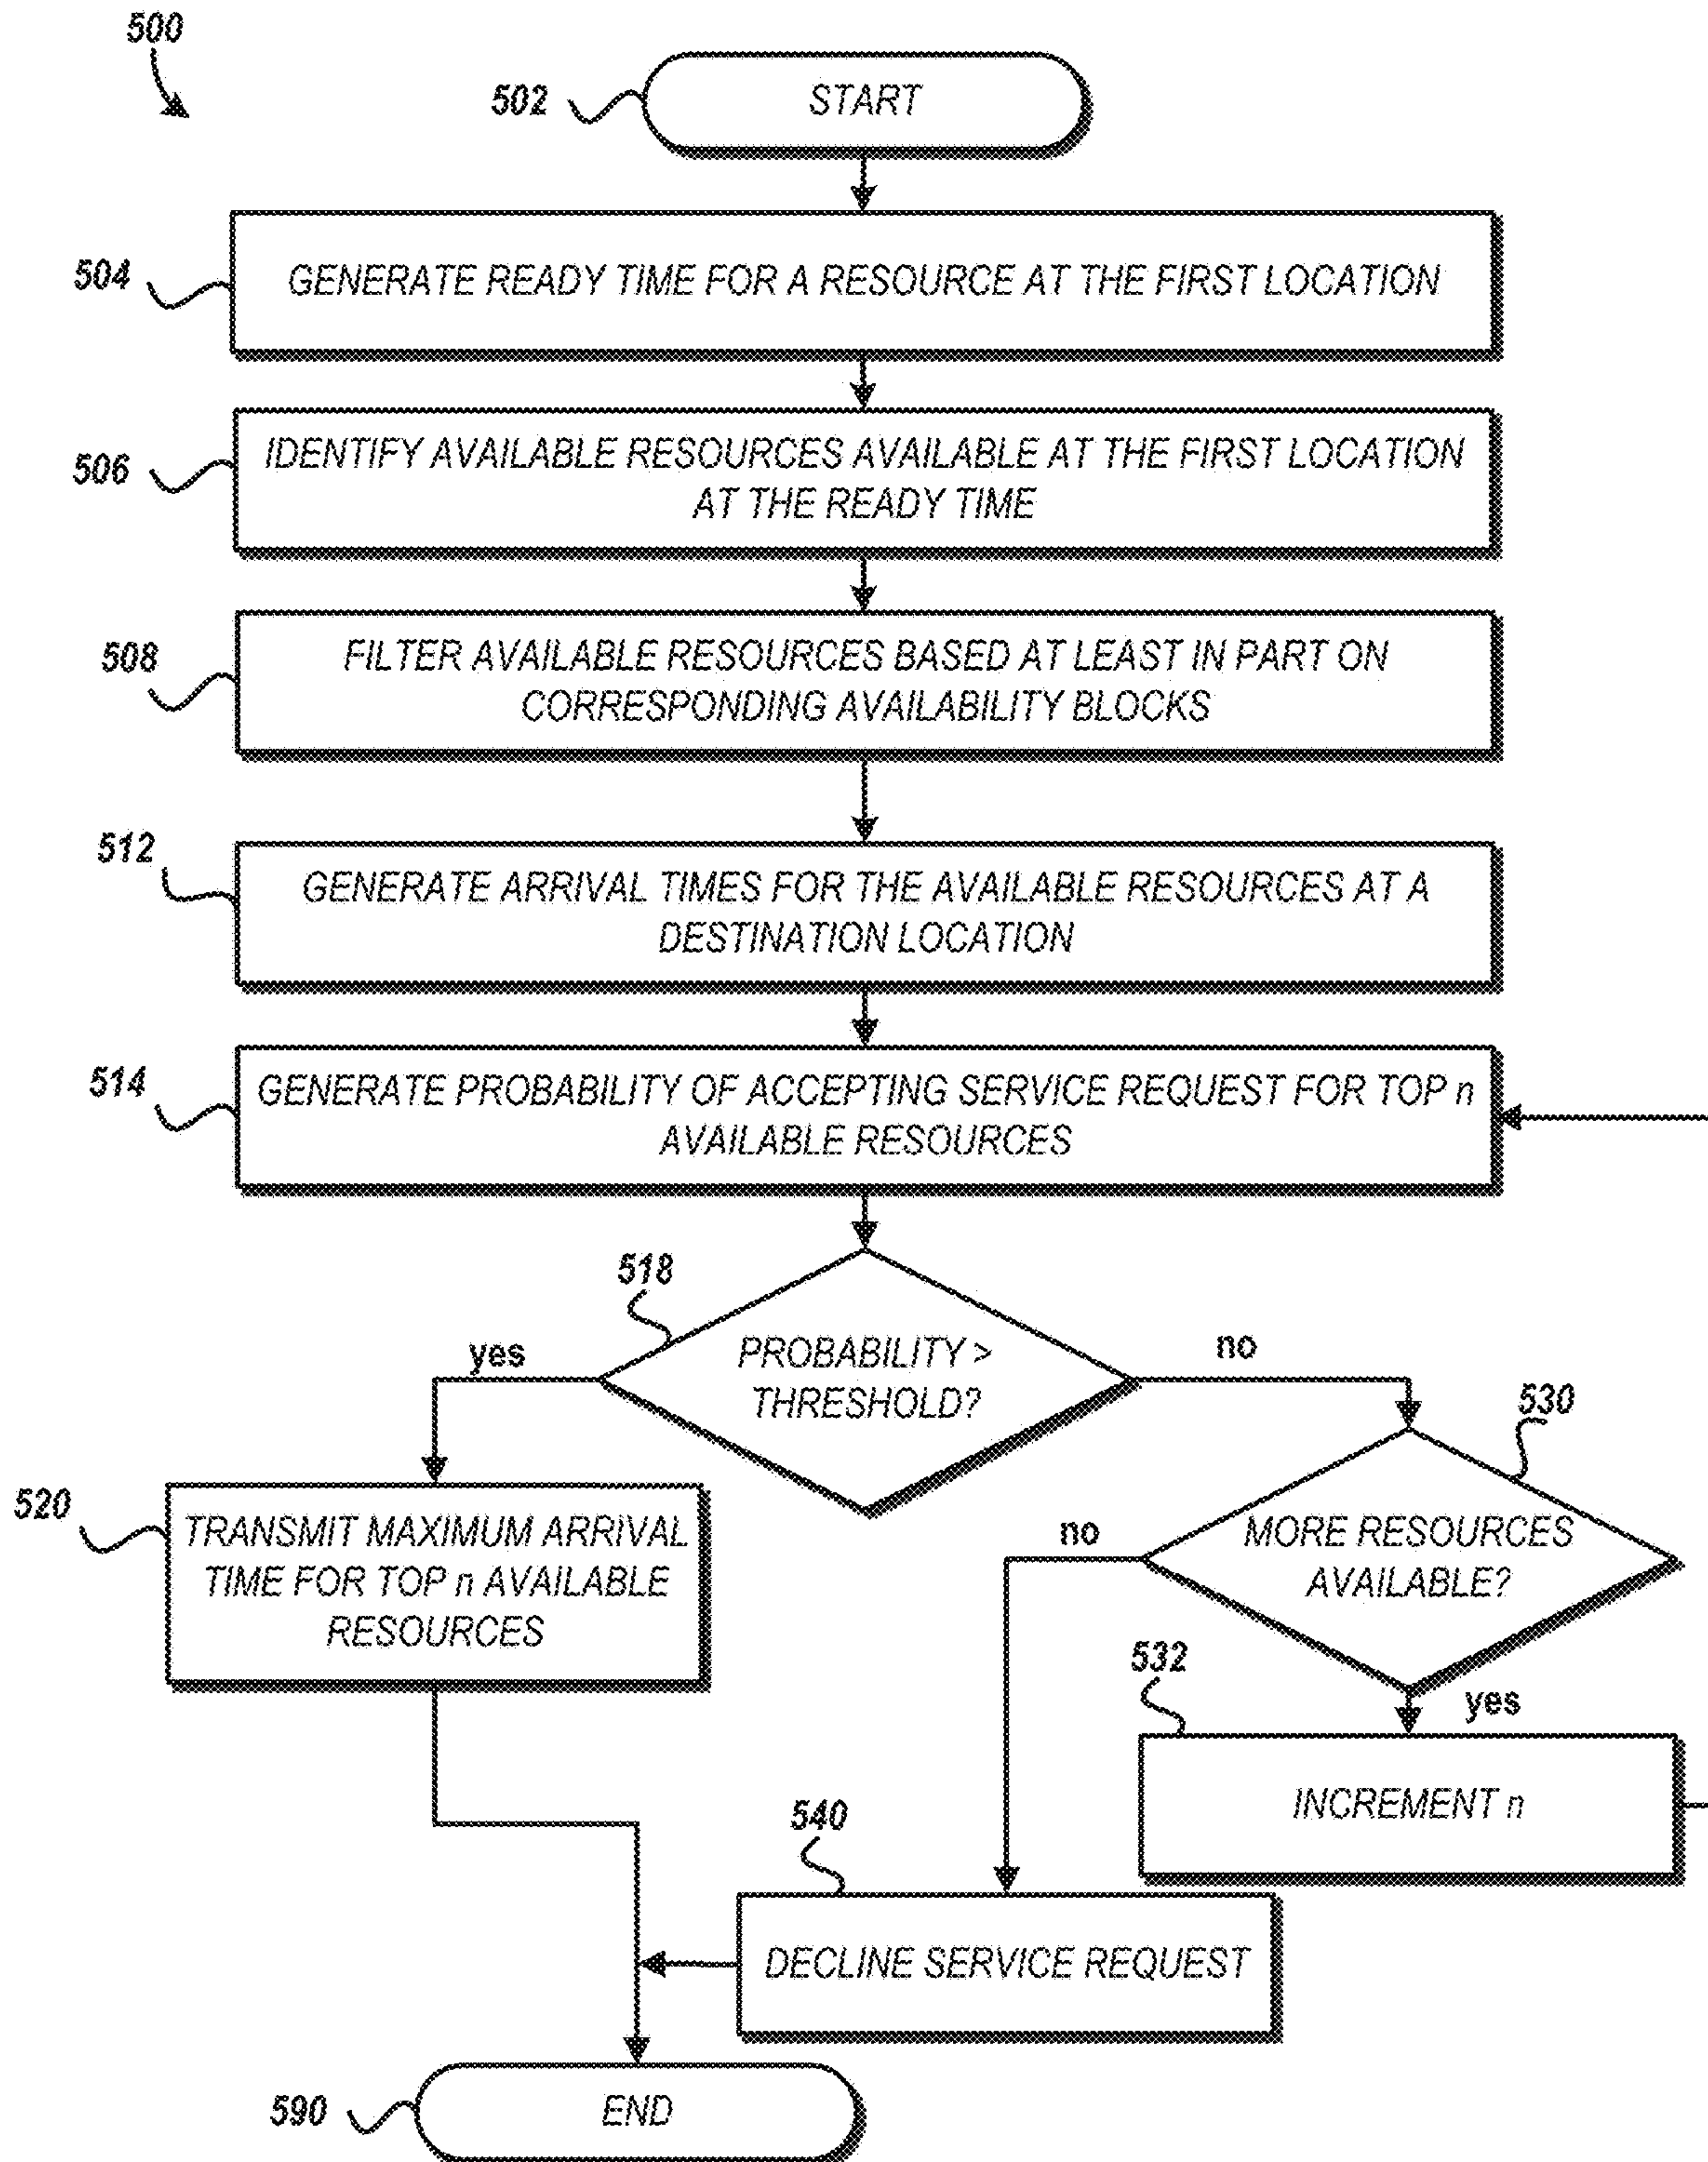 500
502
START
504
GENERATE READY TIME FOR A RESOURCE AT THE FIRST LOCATION
506
IDENTIFY AVAILABLE RESOURCES AVAILABLE AT THE FIRST LOCATION
AT THE READY TIME
508
FILTER AVAILABLE RESOURCES BASED AT LEAST IN PART ON
CORRESPONDING AVAILABILITY BLOCKS
512
GENERATE ARRIVAL TIMES FOR THE AVAILABLE RESOURCES AT A
DESTINATION LOCATION
514
GENERATE PROBABILITY OF ACCEPTING SERVICE REQUEST FOR TOP n
AVAILABLE RESOURCES
518
PROBABILITY >
THRESHOLD?
yes
no
520
TRANSMIT MAXIMUM ARRIVAL
TIME FOR TOP n AVAILABLE
RESOURCES
530
MORE RESOURCES
AVAILABLE?
no
yes
532
INCREMENT n
540
DECLINE SERVICE REQUEST
590
END